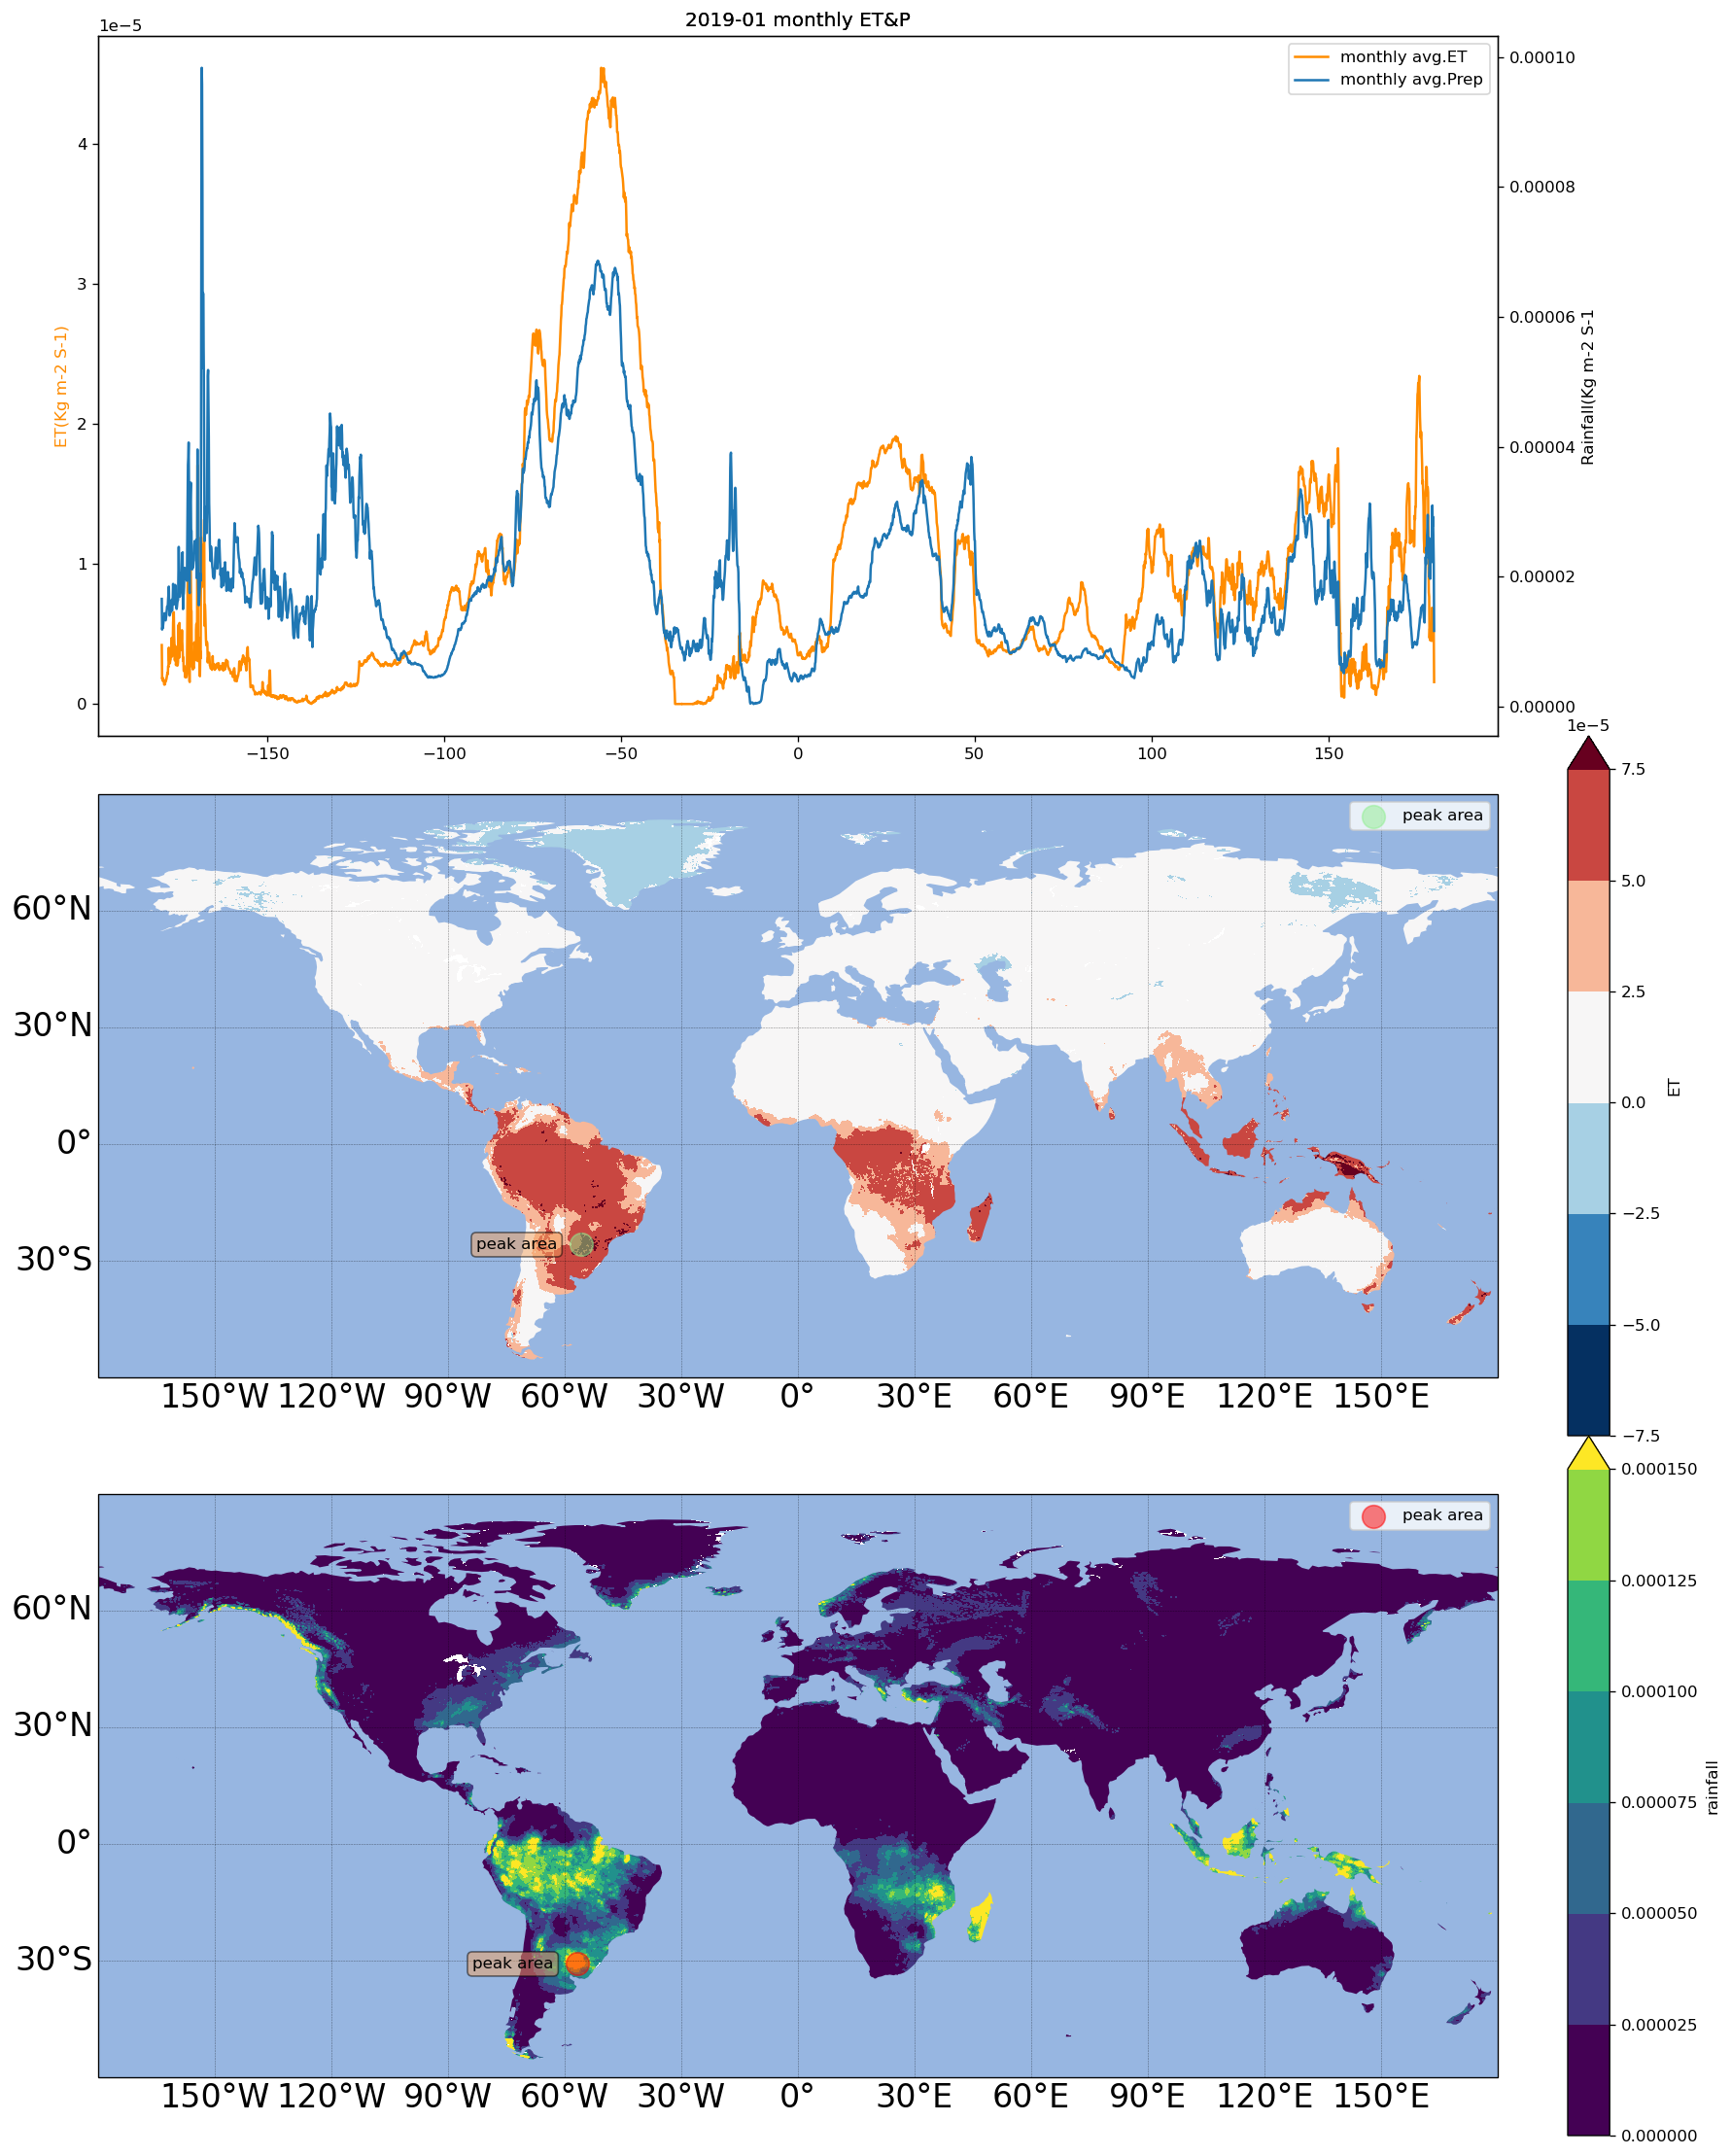 2019-01 monthly ET&P
1e−5
monthly avg.ET
monthly avg.Prep
4
3
2
1
0
ET(Kg m-2 S-1)
0.00010
0.00008
0.00006
0.00004
0.00002
0.00000
Rainfall(Kg m-2 S-1
−150 −100 −50 0 50 100 150
1e−5
peak area
60°N
30°N
0°
30°S
peak area
150°W 120°W 90°W 60°W 30°W 0° 30°E 60°E 90°E 120°E 150°E
7.5
5.0
2.5
0.0
−2.5
−5.0
−7.5
ET
peak area
60°N
30°N
0°
30°S
peak area
150°W 120°W 90°W 60°W 30°W 0° 30°E 60°E 90°E 120°E 150°E
0.000150
0.000125
0.000100
0.000075
0.000050
0.000025
0.000000
rainfall